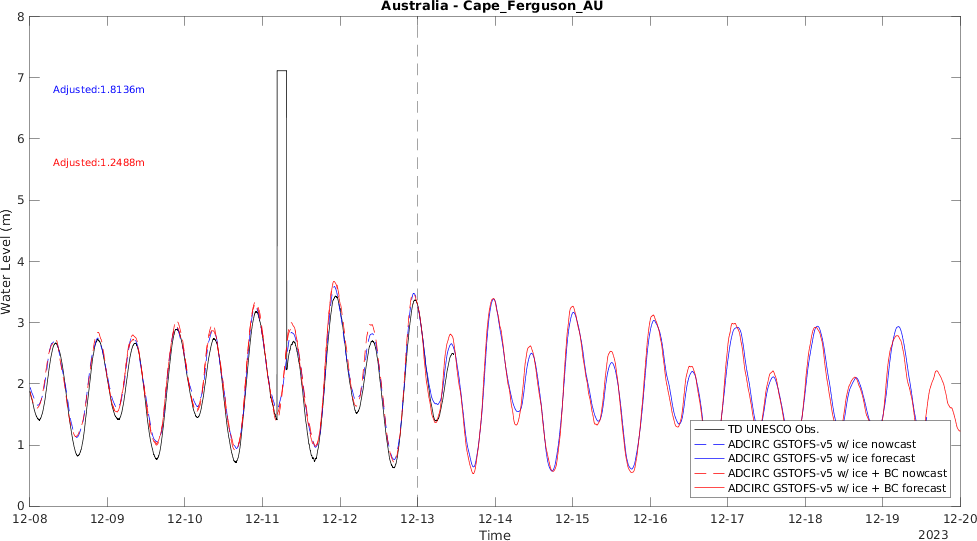 Australia - Cape_Ferguson_AU
8
7
6
5
4
3
2
1
0
Water Level (m)
Adjusted:1.8136m
Adjusted:1.2488m
TD UNESCO Obs.
ADCIRC GSTOFS-v5 w/ ice nowcast
ADCIRC GSTOFS-v5 w/ ice forecast
ADCIRC GSTOFS-v5 w/ ice + BC nowcast
ADCIRC GSTOFS-v5 w/ ice + BC forecast
12-08 12-09 12-10 12-11 12-12 12-13 12-14 12-15 12-16 12-17 12-18 12-19 12-20
Time
2023